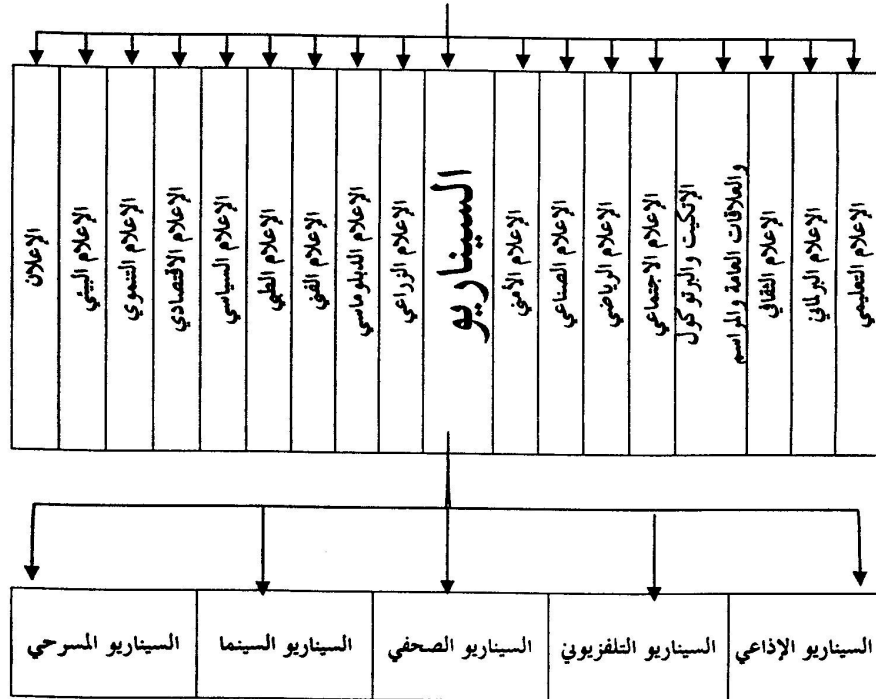 الإعلام التعليمي
الإعلام البرلماني
الإعلام الثقافي
الإتكيت والبرتوكول
والعلاقات العامة والمراسم
الإعلام الاجتماعي
الإعلام الرياضي
الإعلام الصناعي
الإعلام الأمني
السيناريو
الإعلام الزراعي
الإعلام الدبلوماسي
الإعلام الفني
الإعلام الطبي
الإعلام السياسي
الإعلام الاقتصادي
الإعلام التنموي
الإعلام البيئي
الإعلان
السيناريو الإذاعي
السيناريو التلفزيوني
السيناريو الصحفي
السيناريو السينما
السيناريو المسرحي